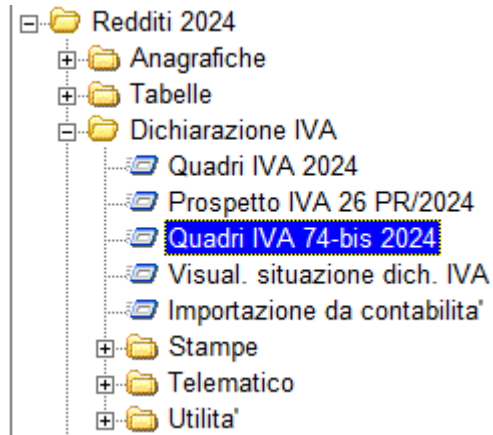 Redditi 2024
Anagrafiche
Tabelle
Dichiarazione IVA
Quadri IVA 2024
Prospetto IVA 26 PR/2024
Quadri IVA 74-bis 2024
Visual. situazione dich. IVA
Importazione da contabilita'
Stampe
Telematico
Utilita'